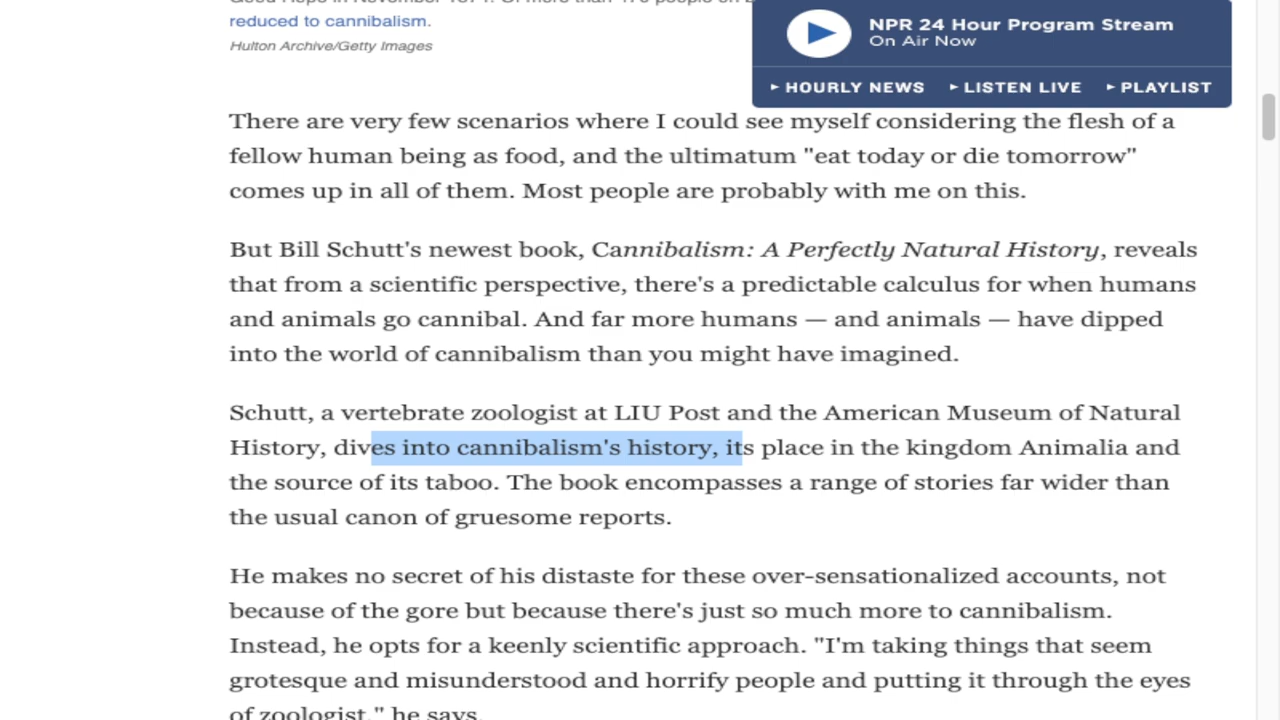 reduced to cannibalism.
Hulton Archive/Getty Images
NPR 24 Hour Program Stream
On Air Now
HOURLY NEWS
LISTEN LIVE
PLAYLIST
There are very few scenarios where I could see myself considering the flesh of a
fellow human being as food, and the ultimatum "eat today or die tomorrow"
comes up in all of them. Most people are probably with me on this.
But Bill Schutt's newest book, Cannibalism: A Perfectly Natural History, reveals
that from a scientific perspective, there's a predictable calculus for when humans
and animals go cannibal. And far more humans — and animals — have dipped
into the world of cannibalism than you might have imagined.
Schutt, a vertebrate zoologist at LIU Post and the American Museum of Natural
History, dives into cannibalism's history, its place in the kingdom Animalia and
the source of its taboo. The book encompasses a range of stories far wider than
the usual canon of gruesome reports.
He makes no secret of his distaste for these over-sensationalized accounts, not
because of the gore but because there's just so much more to cannibalism.
Instead, he opts for a keenly scientific approach. "I'm taking things that seem
grotesque and misunderstood and horrify people and putting it through the eyes
of zoologist," he says.